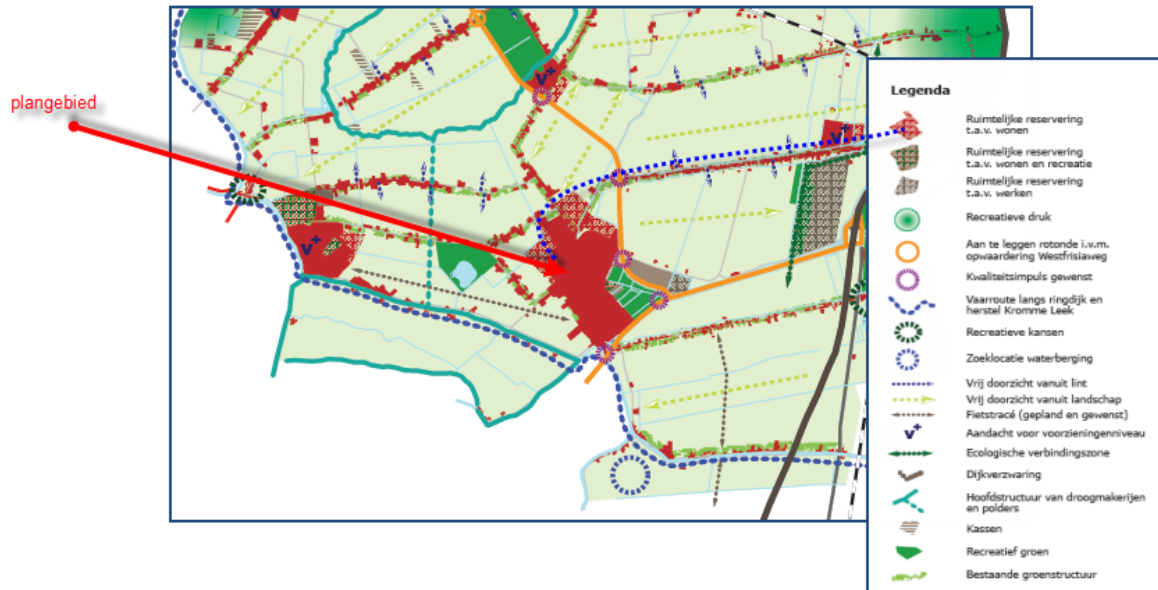 plangebied
V+
V+
V+
V+
Legenda
Ruimtelijke reservering
t.a.v. wonen
Ruimtelijke reservering
t.a.v. wonen en recreatie
Ruimtelijke reservering
t.a.v. werken
Recreatieve druk
Aan te leggen rotonde i.v.m.
opwaardering Westfrisiaweg
Kwaliteitsimpuls gewenst
Vaarroute langs ringdijk en
herstel Kromme Leek
Recreatieve kansen
Zoeklocatie waterberging
Vrij doorzicht vanuit lint
Vrij doorzicht vanuit landschap
Fietstracé (gepland en gewenst)
V+ Aandacht voor voorzieningenniveau
Ecologische verbindingszone
Dijkverzwaring
Hoofdstructuur van droogmakerijen
en polders
Kassen
Recreatief groen
Bestaande groenstructuur